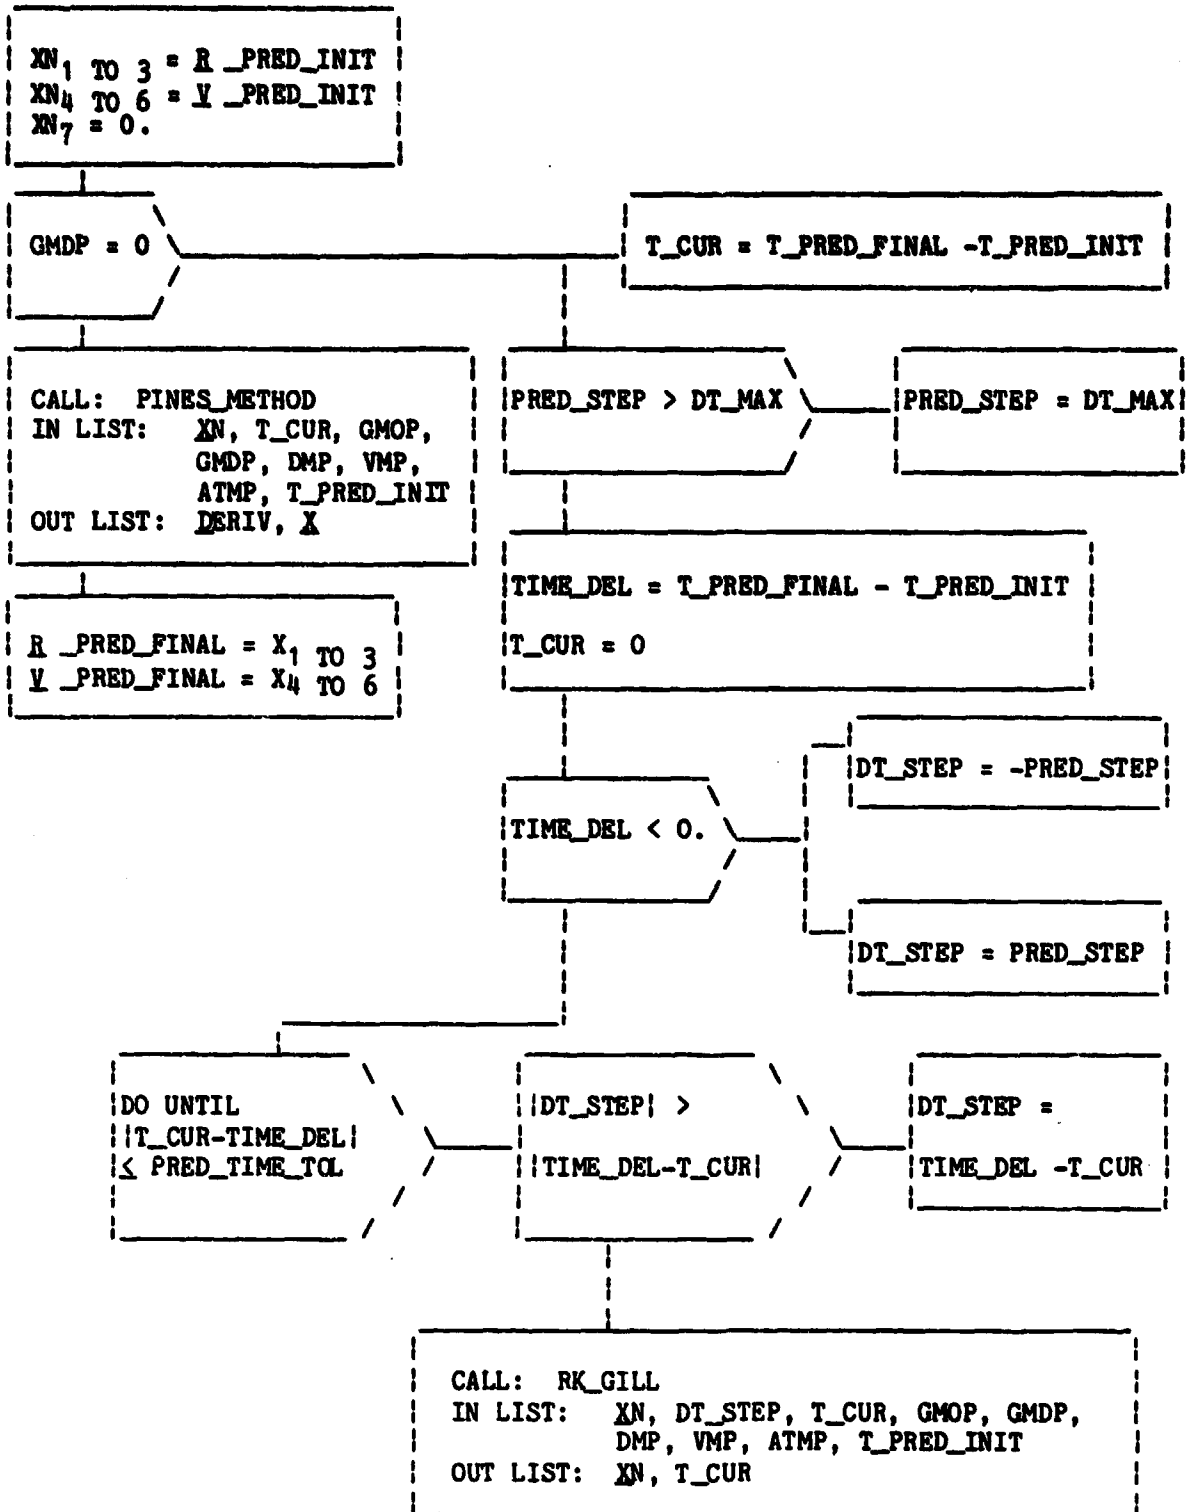 XN1 TO 3 = R _PRED_INIT
XN4 TO 6 = V _PRED_INIT
XN7 = 0.
GMDP = 0
T_CUR = T_PRED_FINAL -T_PRED_INIT
CALL: PINES_METHOD
IN LIST: XN, T_CUR, GMOP,
GMDP, DMP, VMP,
ATMP, T_PRED_INIT
OUT LIST: DERIV, X
PRED_STEP > DT_MAX
PRED_STEP = DT_MAX
R _PRED_FINAL = X1 TO 3
V _PRED_FINAL = X4 TO 6
TIME_DEL = T_PRED_FINAL - T_PRED_INIT
T_CUR = 0
TIME_DEL < 0.
DT_STEP = -PRED_STEP
DT_STEP = PRED_STEP
DO UNTIL
|T_CUR-TIME_DEL|
≤ PRED_TIME_TOL
|DT_STEP| >
|TIME_DEL-T_CUR|
DT_STEP =
TIME_DEL -T_CUR
CALL: RK_GILL
IN LIST: XN, DT_STEP, T_CUR, GMOP, GMDP,
DMP, VMP, ATMP, T_PRED_INIT
OUT LIST: XN, T_CUR